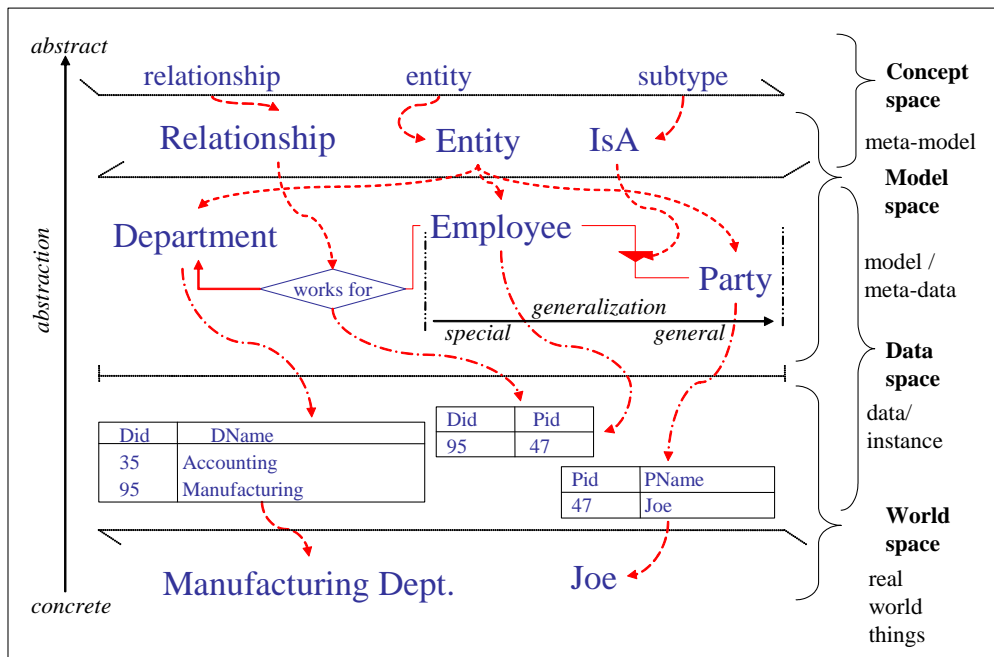 abstract
relationship
entity
subtype
Concept
space
Relationship
Entity
IsA
meta-model
Model
space
Department
Employee
Party
works for
model /
meta-data
generalization
special
general
abstraction
Data
space
data/
instance
Did DName
35 Accounting
95 Manufacturing
Did Pid
95 47
Pid PName
47 Joe
World
space
Manufacturing Dept.
Joe
real
world
things
concrete